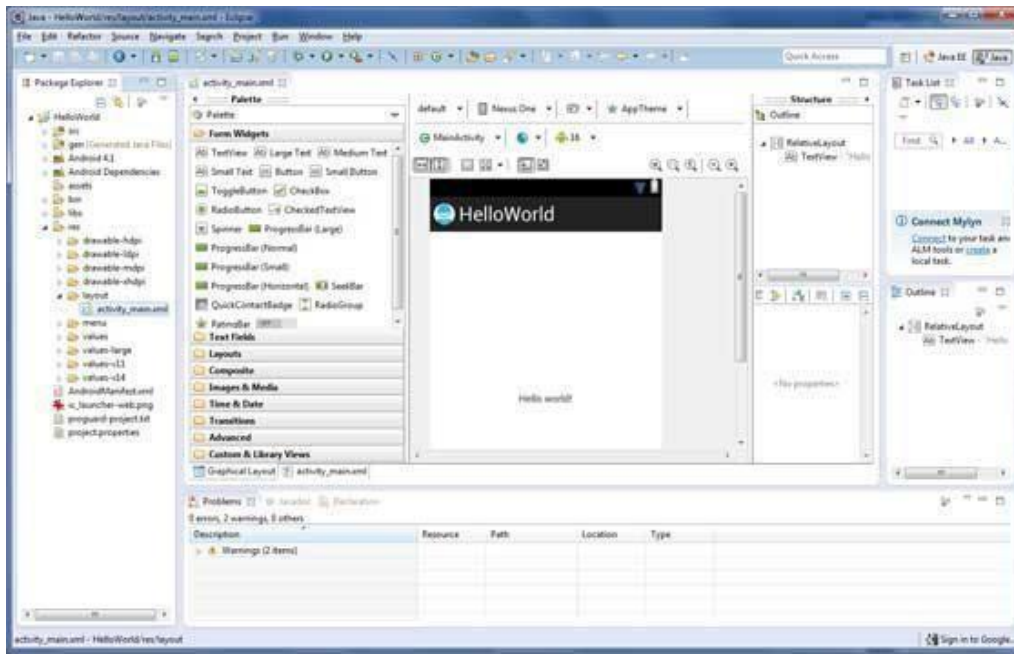 Java - HelloWorld/res/layout/activity_main.xml - Eclipse
File Edit Refactor Source Navigate Search Project Run Window Help
Quick Access
Java EE
Java
Package Explorer
HelloWorld
src
gen [Generated Java Files]
Android 4.1
Android Dependencies
assets
bin
libs
res
drawable-hdpi
drawable-ldpi
drawable-mdpi
drawable-xhdpi
layout
activity_main.xml
menu
values
values-large
values-v11
values-v14
AndroidManifest.xml
ic_launcher-web.png
proguard-project.txt
project.properties
activity_main.xml
Palette
Palette
Form Widgets
TextView Large Text Medium Text
Small Text Button Small Button
ToggleButton CheckBox
RadioButton CheckedTextView
Spinner ProgressBar (Large)
ProgressBar (Normal)
ProgressBar (Small)
ProgressBar (Horizontal) SeekBar
QuickContactBadge RadioGroup
RatingBar
Text Fields
Layouts
Composite
Images & Media
Time & Date
Transitions
Advanced
Custom & Library Views
Graphical Layout activity_main.xml
default Nexus One AppTheme
MainActivity 16
HelloWorld
Hello world!
Structure
Outline
RelativeLayout
TextView - "Hello
<No properties>
Task List
Find All A...
Connect Mylyn
Connect to your task and
ALM tools or create a
local task.
Outline
RelativeLayout
TextView - "Hello
Problems Javadoc Declaration
0 errors, 2 warnings, 0 others
Description Resource Path Location Type
Warnings (2 items)
activity_main.xml - HelloWorld/res/layout
Sign in to Google...